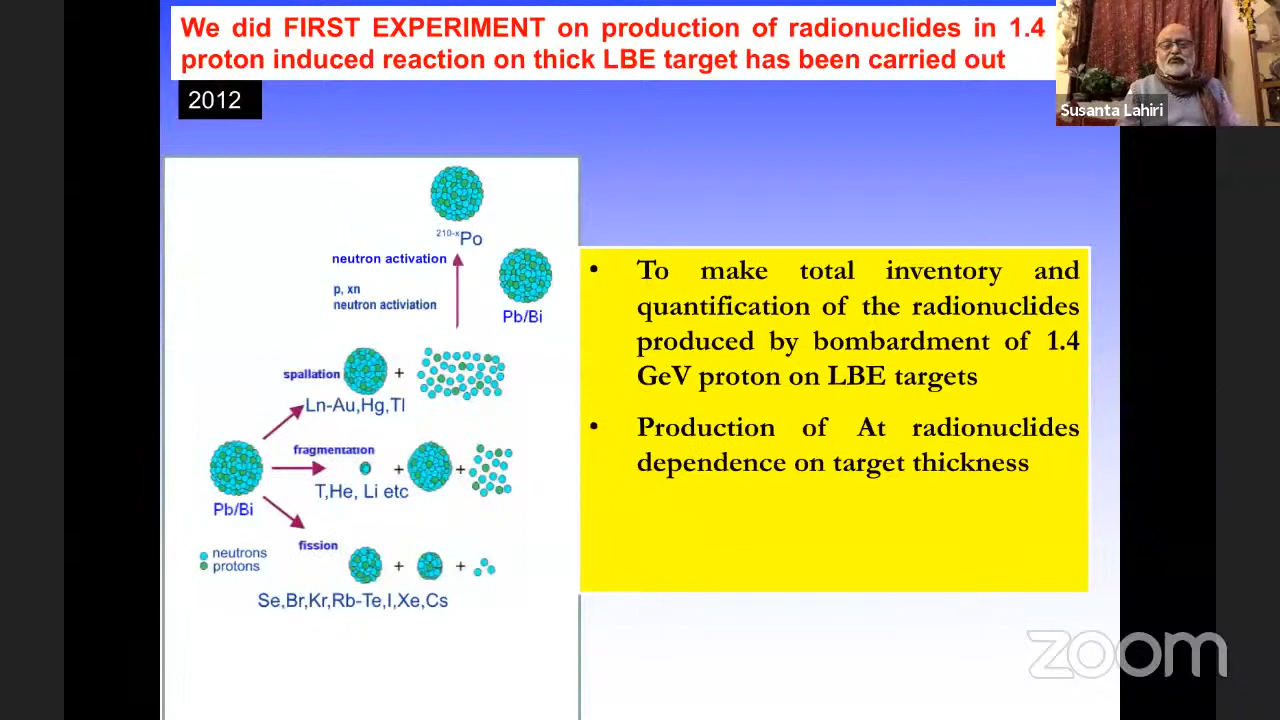 We did FIRST EXPERIMENT on production of radionuclides in 1.4
proton induced reaction on thick LBE target has been carried out
2012
Susanta Lahiri
210-xPo
neutron activation
p, xn
neutron activiation
Pb/Bi
spallation
+
Ln-Au,Hg,Tl
fragmentation
+ +
T,He, Li etc
Pb/Bi
fission
neutrons
protons
+ +
Se,Br,Kr,Rb-Te,I,Xe,Cs
• To make total inventory and
quantification of the radionuclides
produced by bombardment of 1.4
GeV proton on LBE targets
• Production of At radionuclides
dependence on target thickness
zoom